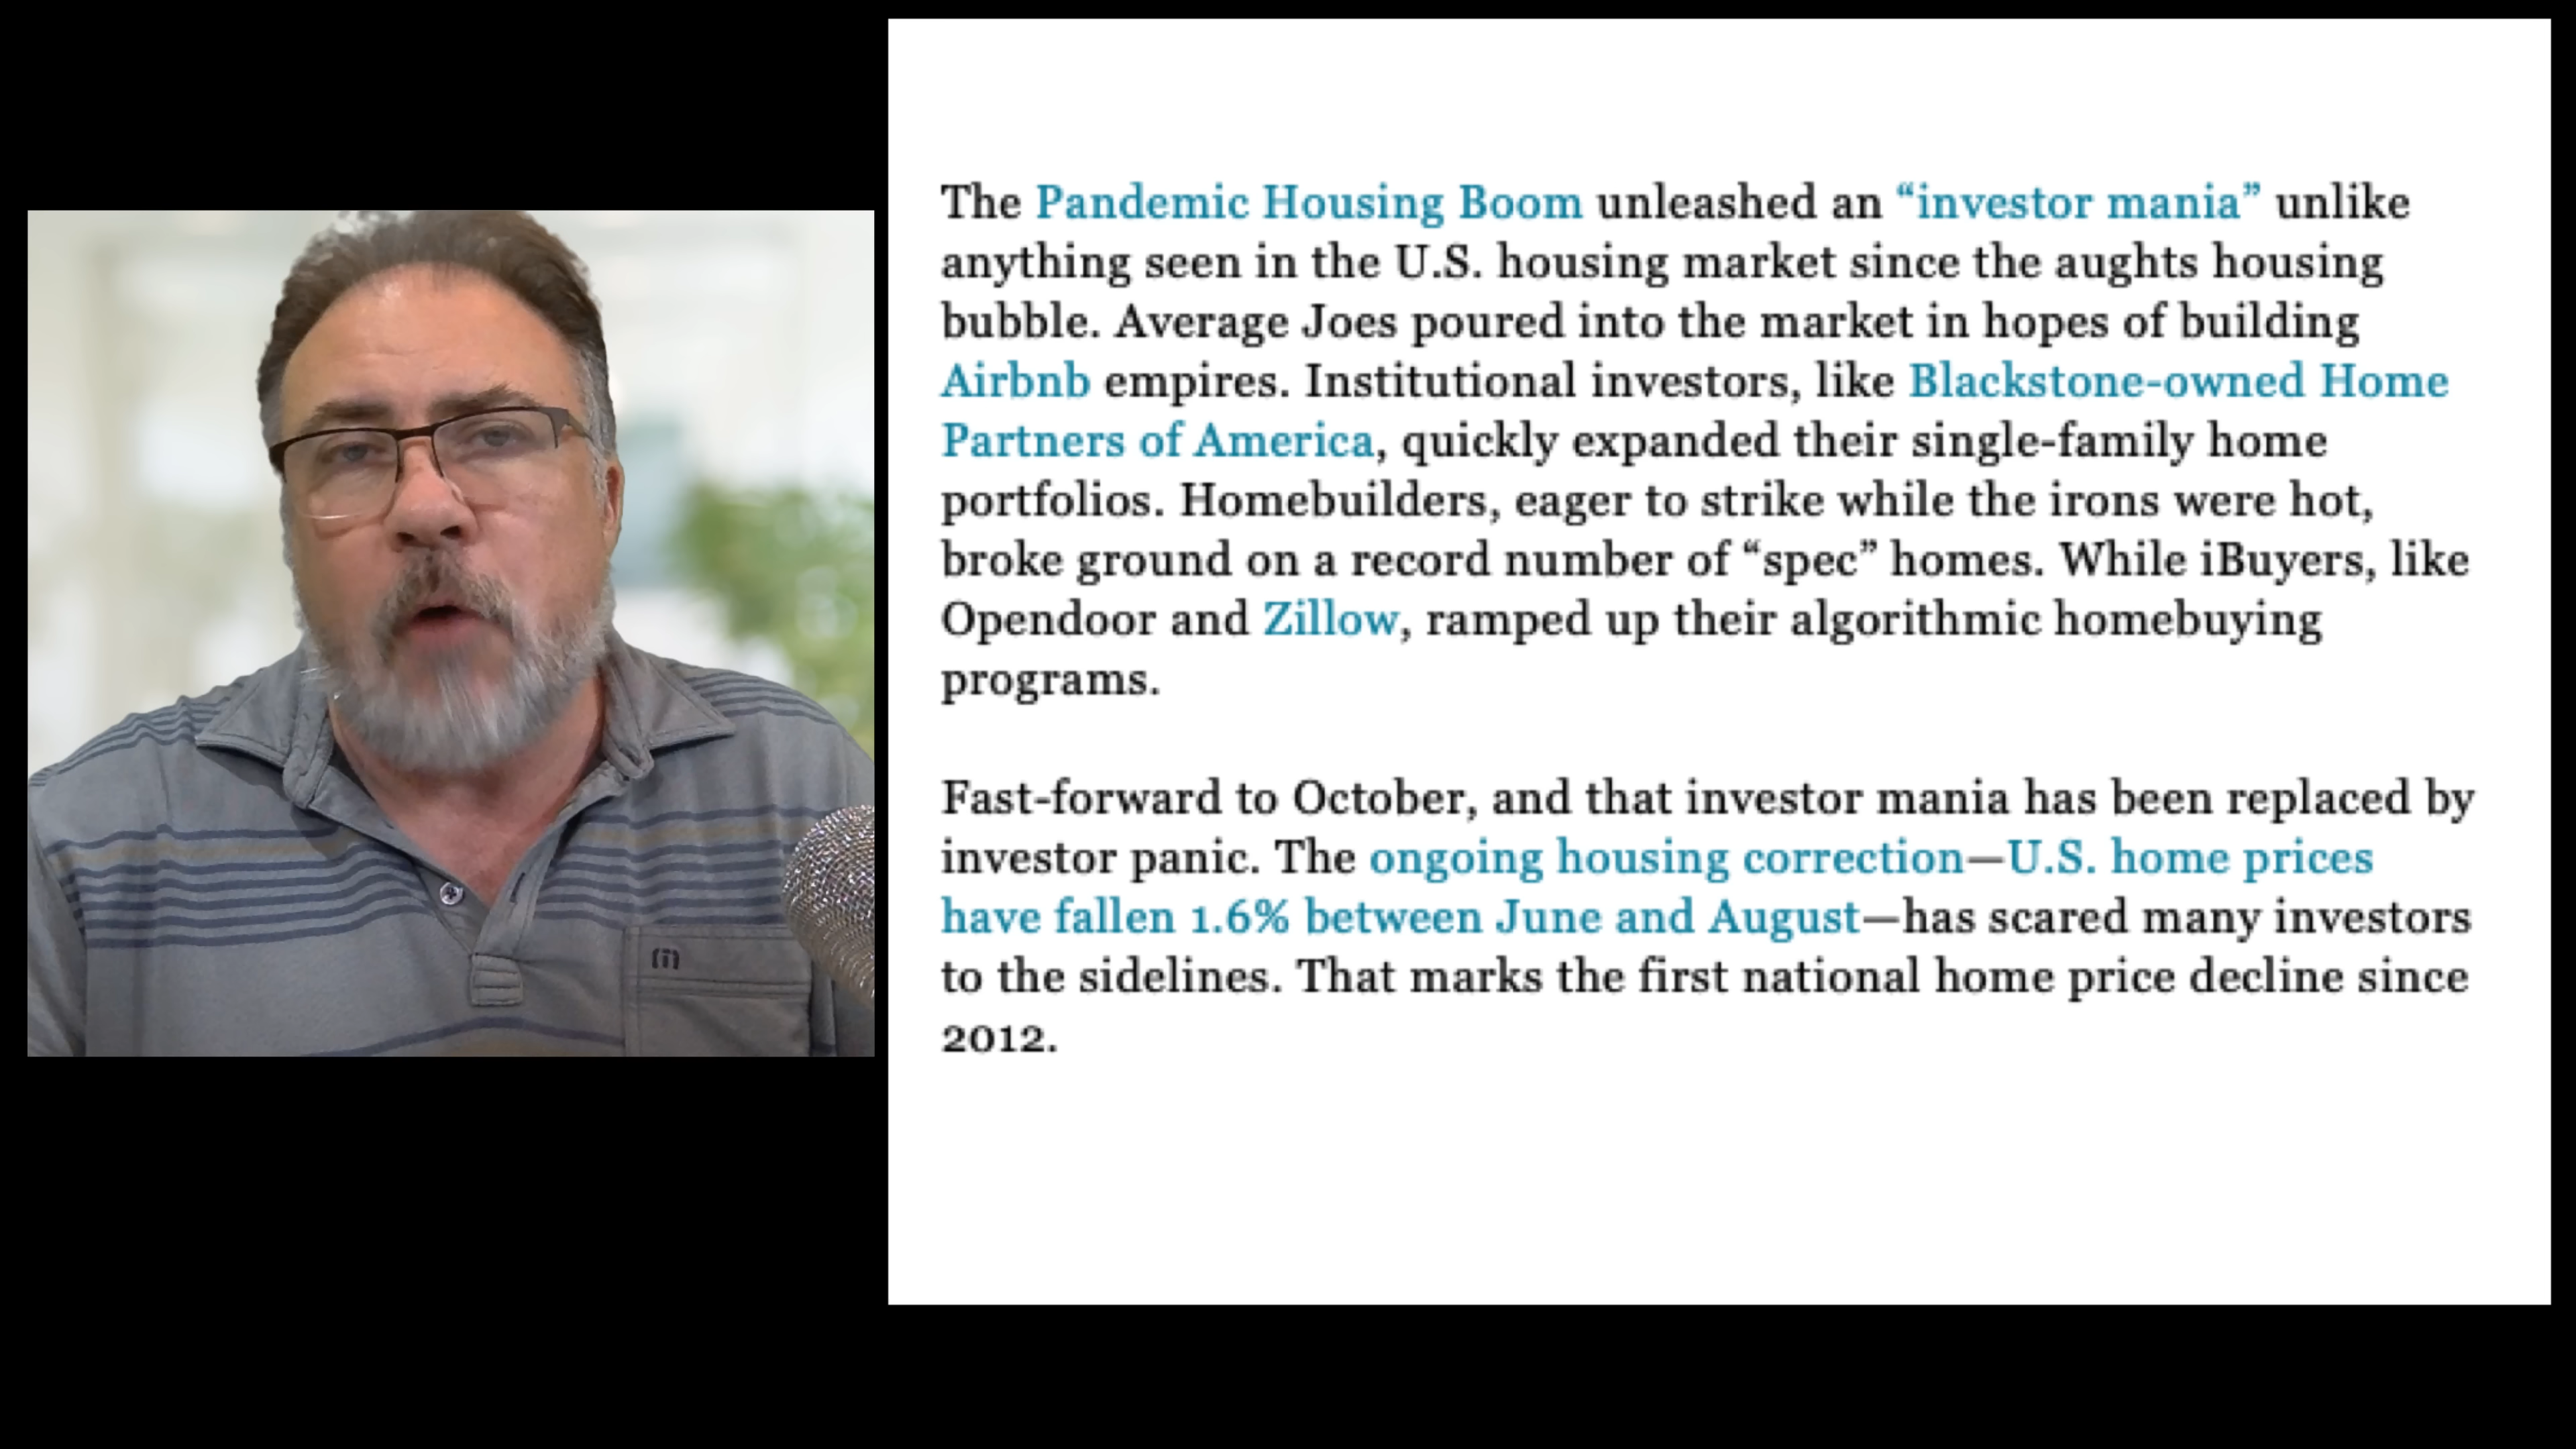 The Pandemic Housing Boom unleashed an “investor mania” unlike
anything seen in the U.S. housing market since the aughts housing
bubble. Average Joes poured into the market in hopes of building
Airbnb empires. Institutional investors, like Blackstone-owned Home
Partners of America, quickly expanded their single-family home
portfolios. Homebuilders, eager to strike while the irons were hot,
broke ground on a record number of “spec” homes. While iBuyers, like
Opendoor and Zillow, ramped up their algorithmic homebuying
programs.
Fast-forward to October, and that investor mania has been replaced by
investor panic. The ongoing housing correction—U.S. home prices
have fallen 1.6% between June and August—has scared many investors
to the sidelines. That marks the first national home price decline since
2012.